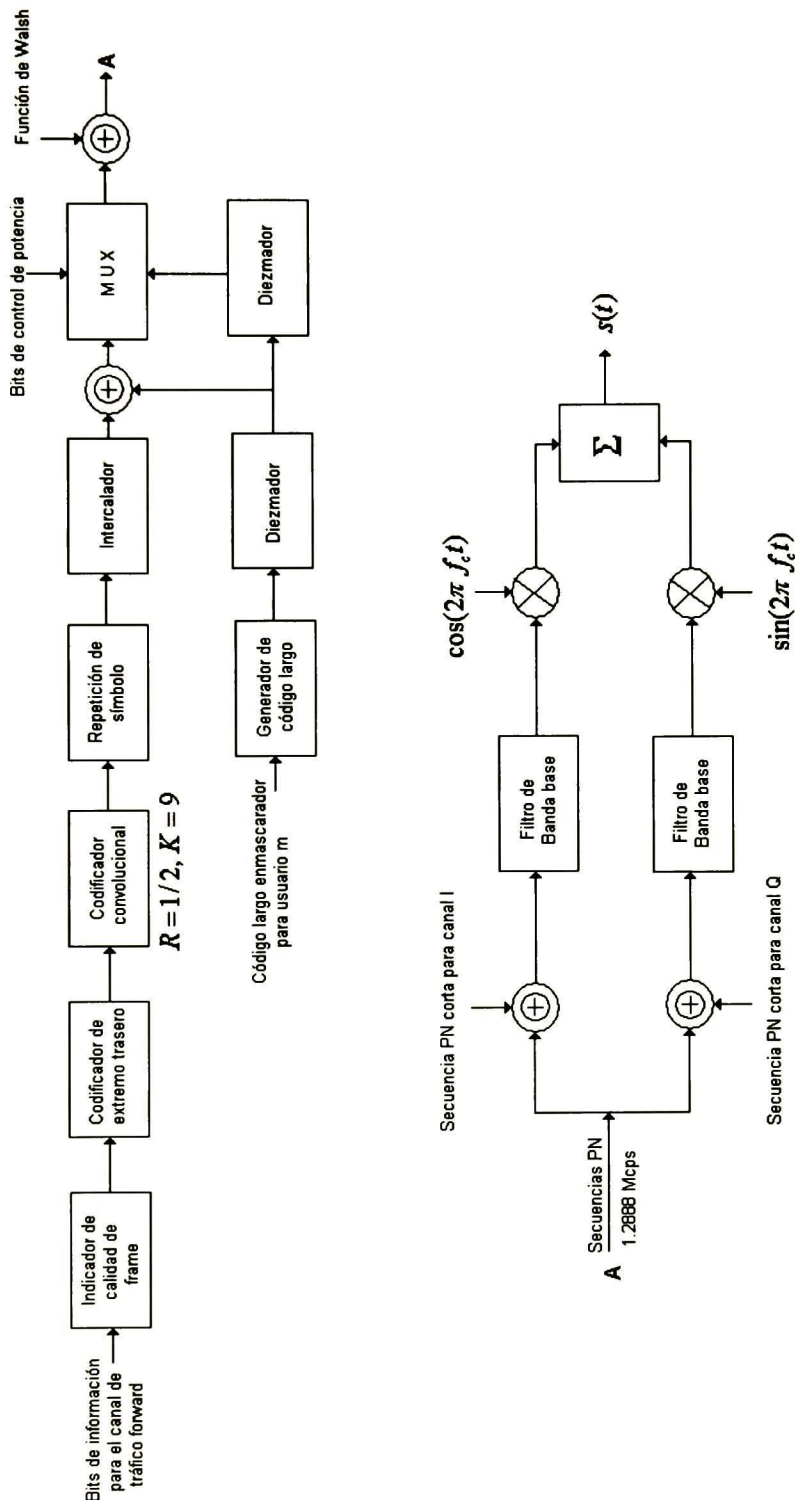 Bits de información
para el canal de
tráfico forward
Indicador de
calidad de
frame
Codificador de
extremo trasero
Codificador
convolucional
R = 1/2, K = 9
Repetición de
símbolo
Intercalador
Bits de control de potencia
MUX
Función de Walsh
A
Código largo enmascarador
para usuario m
Generador de
código largo
Diezmador
Diezmador
A
Secuencias PN
1.2888 Mcps
Secuencia PN corta para canal I
Filtro de
Banda base
cos(2π f_c t)
Secuencia PN corta para canal Q
Filtro de
Banda base
sin(2π f_c t)
Σ
s(t)